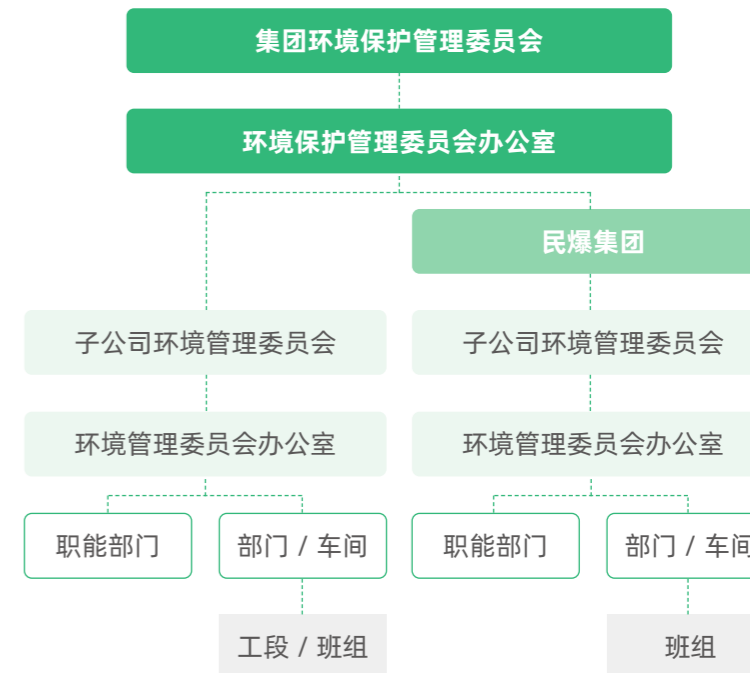 集团环境保护管理委员会
环境保护管理委员会办公室
民爆集团
子公司环境管理委员会
子公司环境管理委员会
环境管理委员会办公室
环境管理委员会办公室
职能部门
部门 / 车间
职能部门
部门 / 车间
工段 / 班组
班组